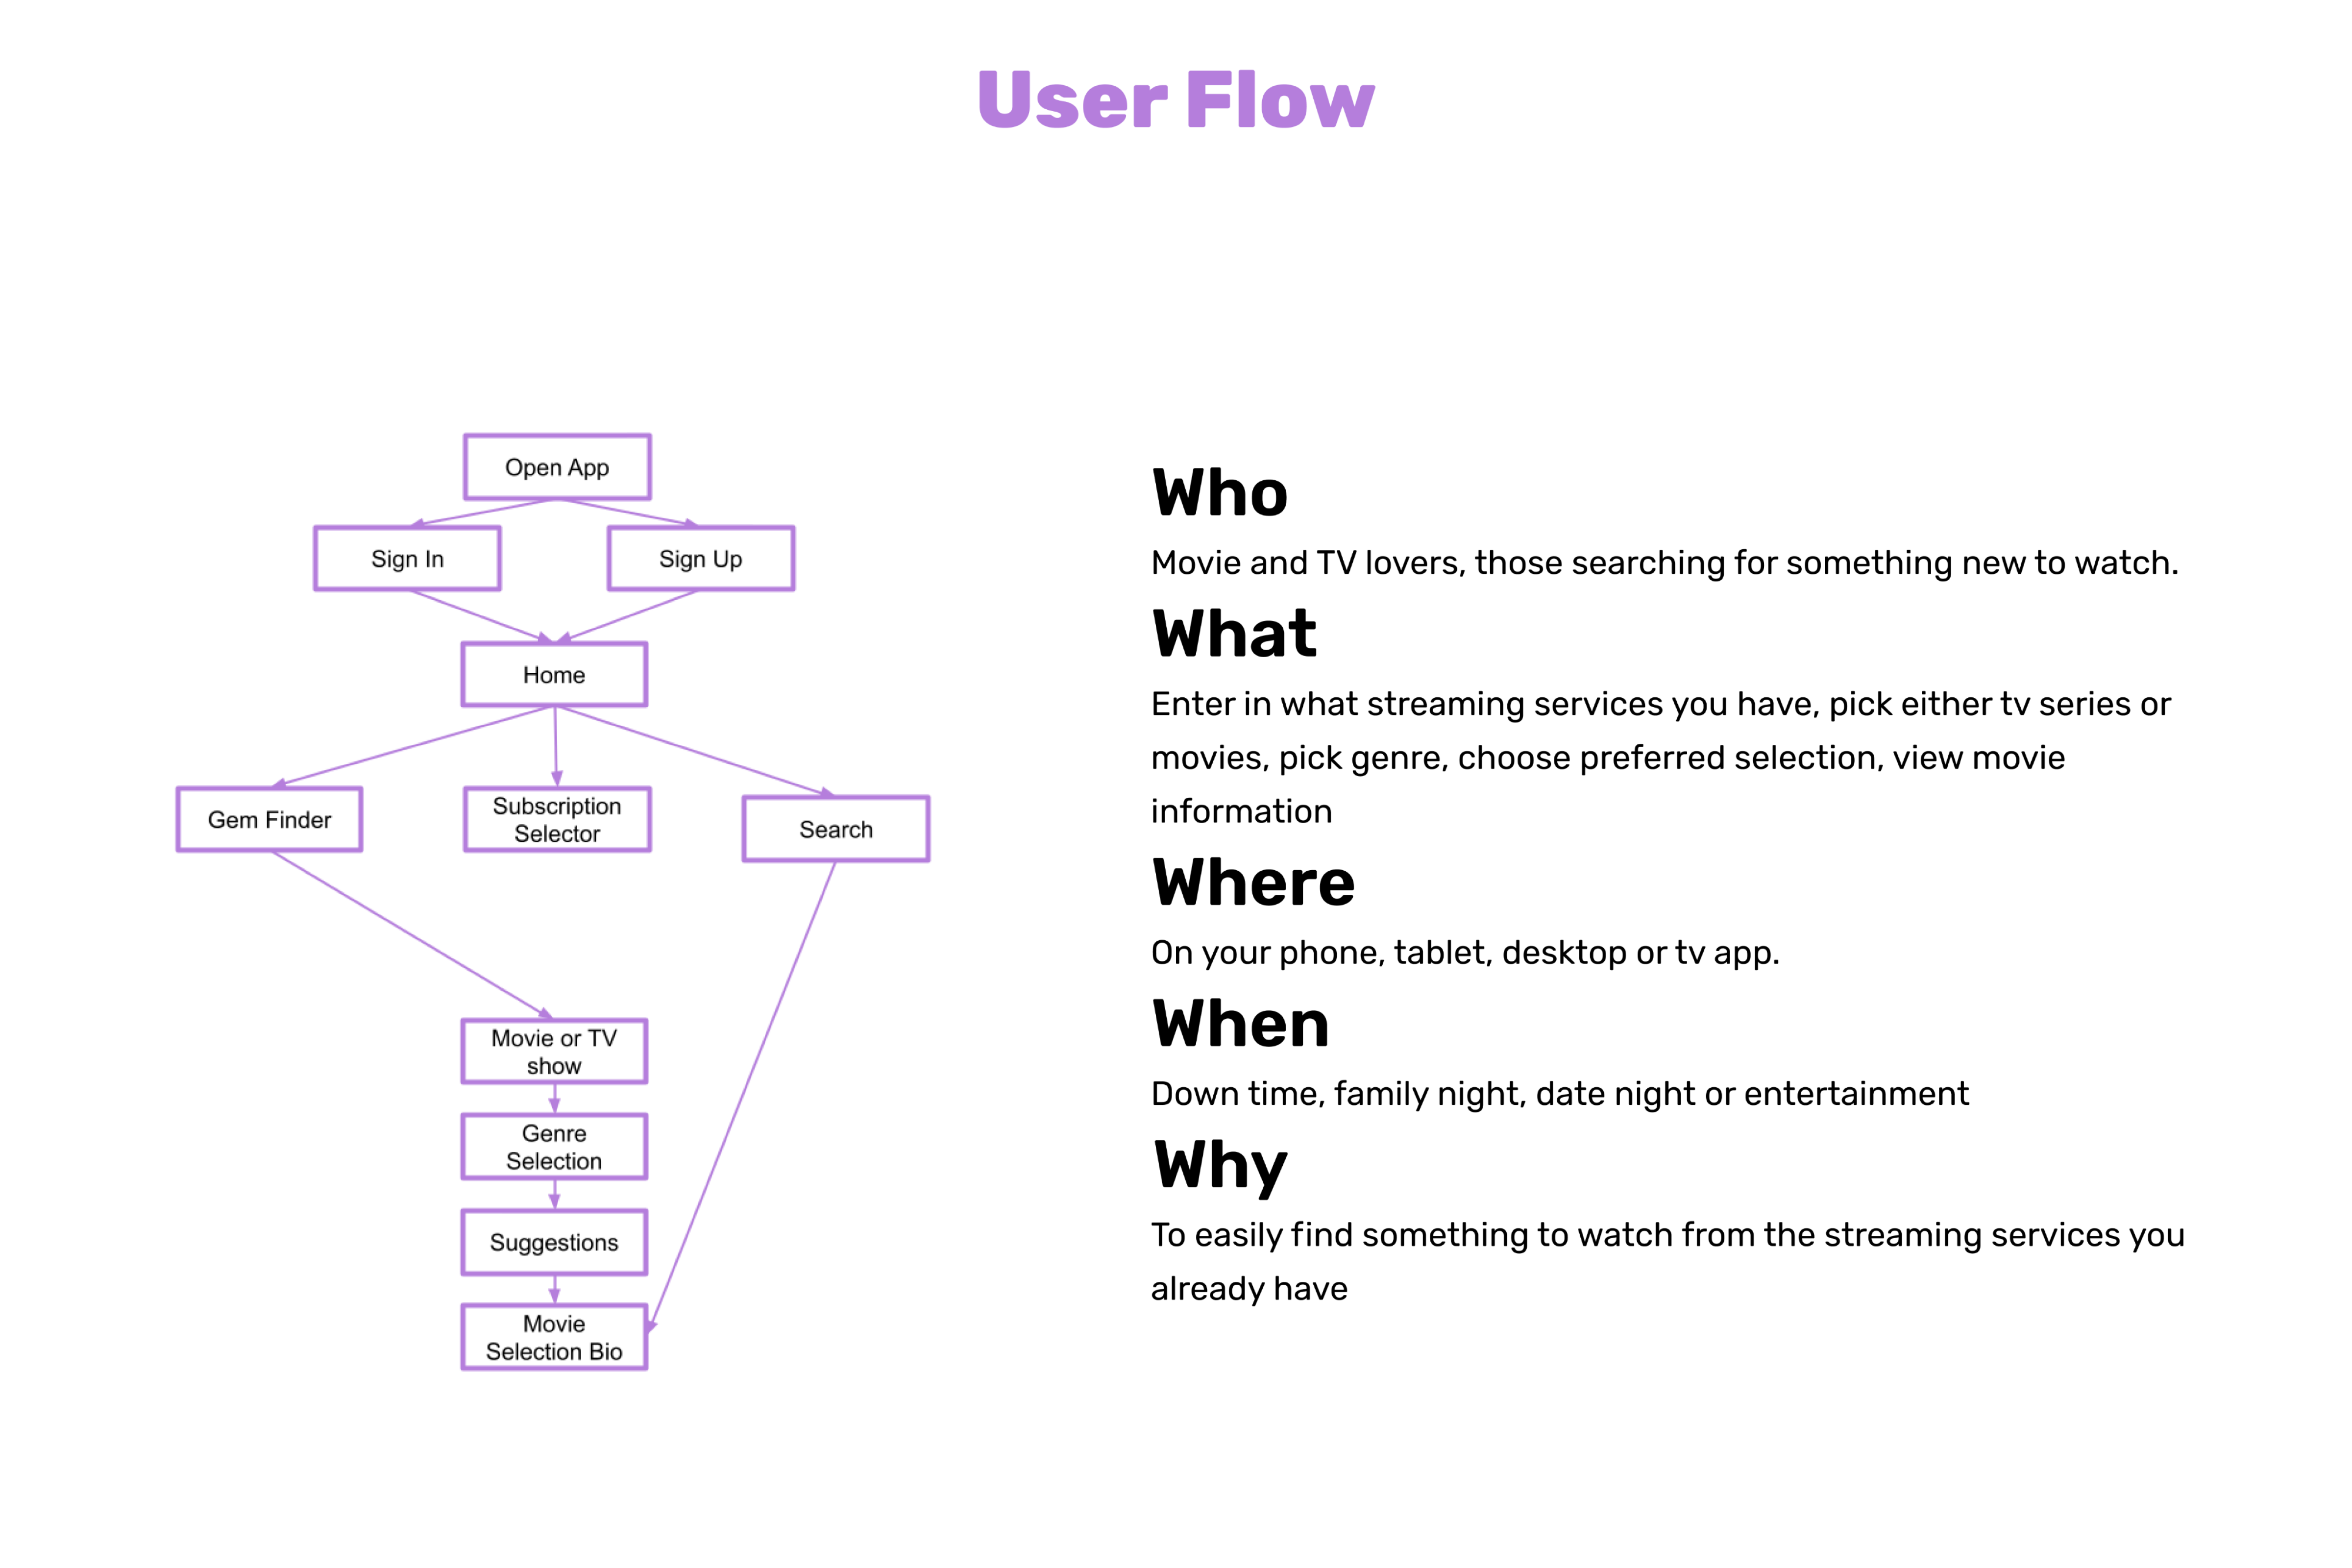 User Flow
Open App
Sign In
Sign Up
Home
Gem Finder
Subscription
Selector
Search
Movie or TV
show
Genre
Selection
Suggestions
Movie
Selection Bio
Who
Movie and TV lovers, those searching for something new to watch.
What
Enter in what streaming services you have, pick either tv series or
movies, pick genre, choose preferred selection, view movie
information
Where
On your phone, tablet, desktop or tv app.
When
Down time, family night, date night or entertainment
Why
To easily find something to watch from the streaming services you
already have